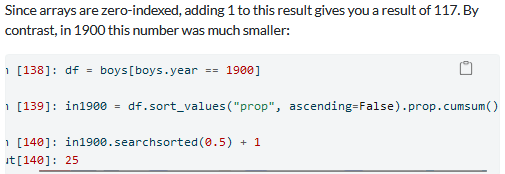 Since arrays are zero-indexed, adding 1 to this result gives you a result of 117. By
contrast, in 1900 this number was much smaller:
n [138]: df = boys[boys.year == 1900]
n [139]: in1900 = df.sort_values("prop", ascending=False).prop.cumsum()
n [140]: in1900.searchsorted(0.5) + 1
ut[140]: 25